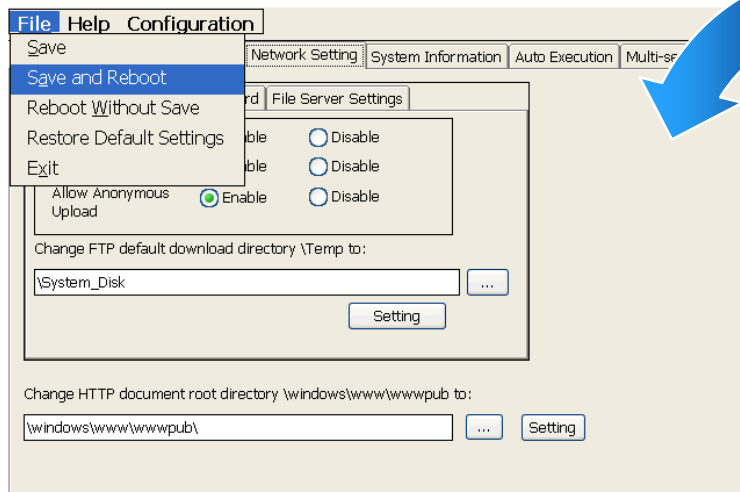 File Help Configuration
Save
Save and Reboot
Reboot Without Save
Restore Default Settings
Exit
Network Setting System Information Auto Execution
File Server Settings
Disable
Disable
Allow Anonymous Upload Enable Disable
Change FTP default download directory \Temp to:
\System_Disk ...
Setting
Change HTTP document root directory \windows\www\wwwpub to:
\windows\www\wwwpub\ ... Setting